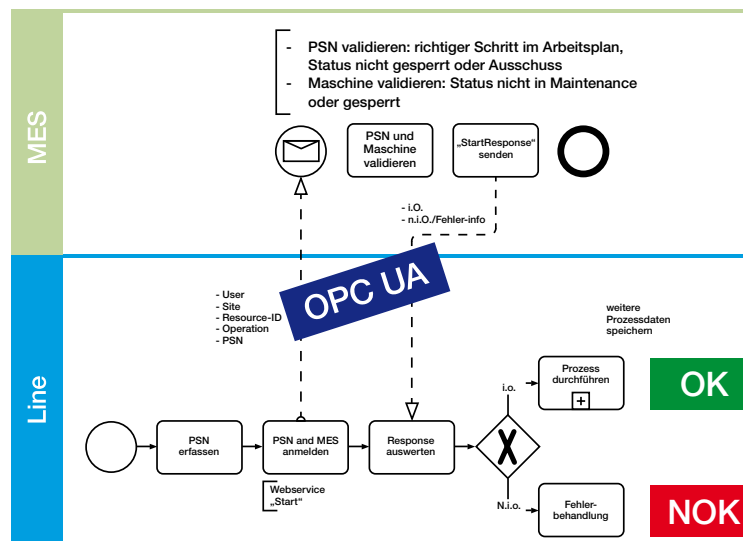 MES
- PSN validieren: richtiger Schritt im Arbeitsplan,
Status nicht gesperrt oder Ausschuss
- Maschine validieren: Status nicht in Maintenance
oder gesperrt
PSN und
Maschine
validieren
„StartResponse“
senden
- i.O.
- n.i.O./Fehler-info
Line
OPC UA
- User
- Site
- Resource-ID
- Operation
- PSN
weitere
Prozessdaten
speichern
PSN
erfassen
PSN and MES
anmelden
Webservice
„Start“
Response
auswerten
X
i.o.
Prozess
durchführen
+
OK
N.i.o.
Fehler-
behandlung
NOK